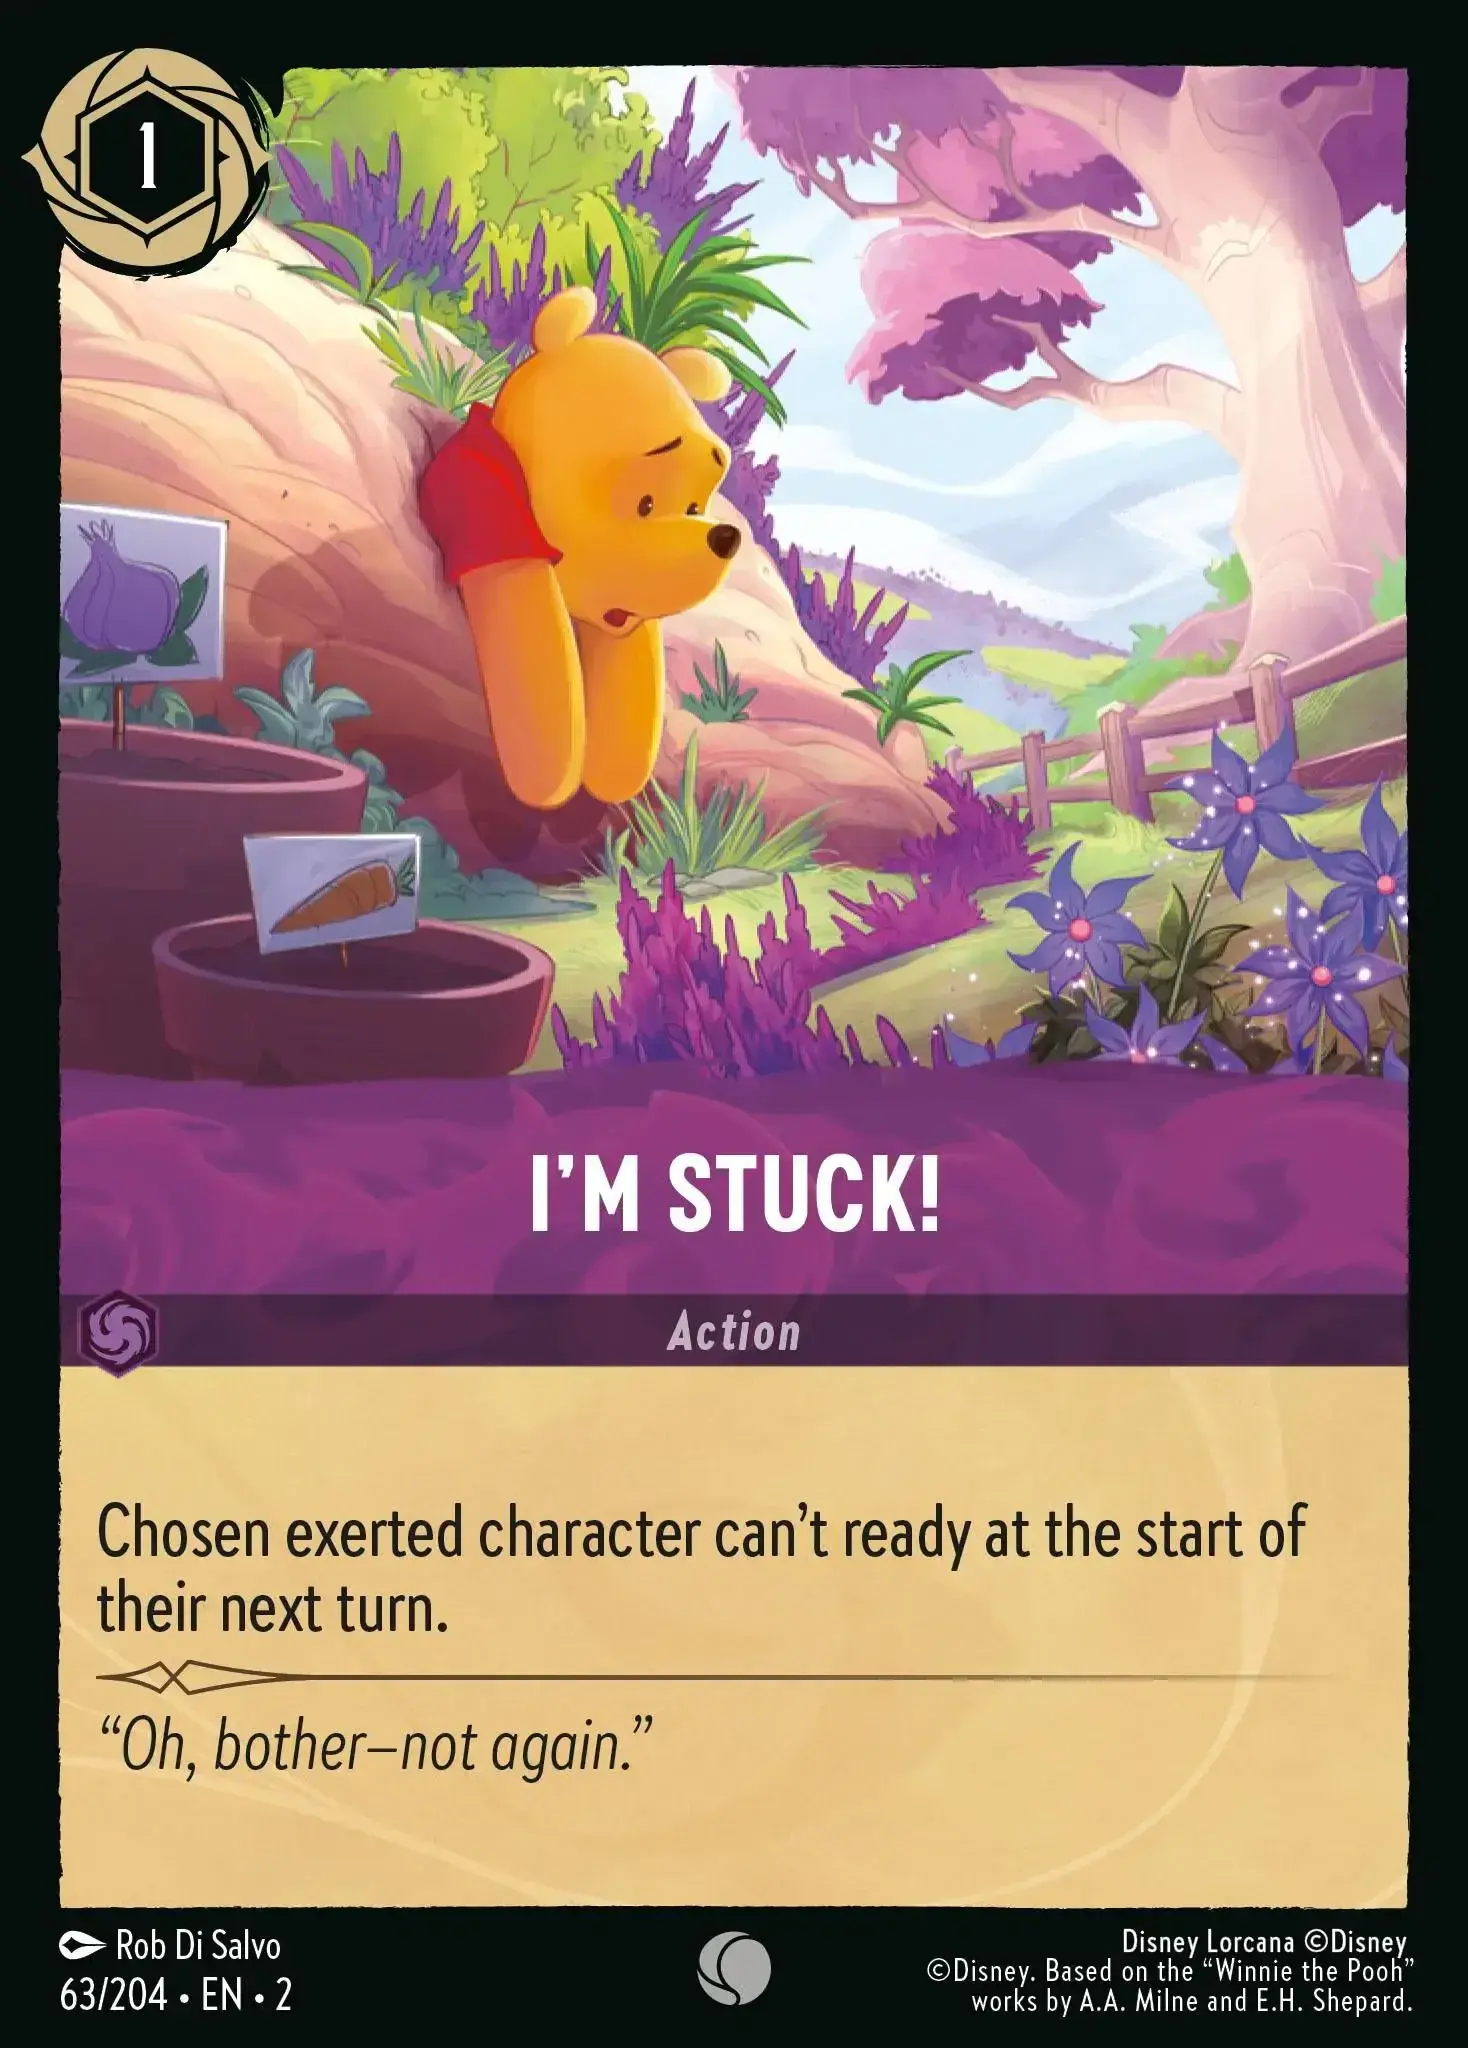 1
I'M STUCK!
Action
Chosen exerted character can't ready at the start of
their next turn.
“Oh, bother–not again.”
Rob Di Salvo
63/204 • EN • 2
Disney Lorcana ©Disney
©Disney. Based on the “Winnie the Pooh”
works by A.A. Milne and E.H. Shepard.